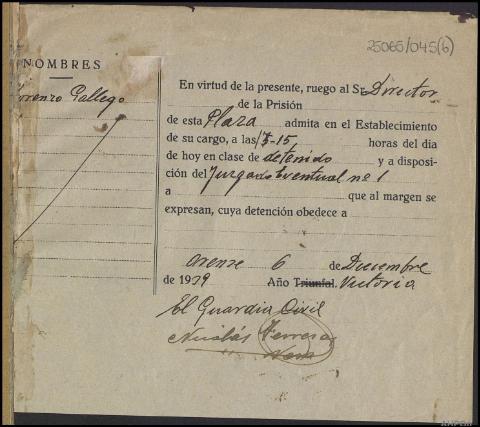 25065/045(6)
NOMBRES
Lorenzo Gallego
En virtud de la presente, ruego al Sr. Director
de la Prisión
de esta Plaza admita en el Establecimiento
de su cargo, a las 13-15 horas del día
de hoy en clase de detenido y a disposi-
ción del Juzgado Eventual nº 1
a que al margen se
expresan, cuya detención obedece a
Orense 6 de Diciembre
de 1939 Año Triunfal. Victoria
El Guardia Civil
Nicolás Ferreras